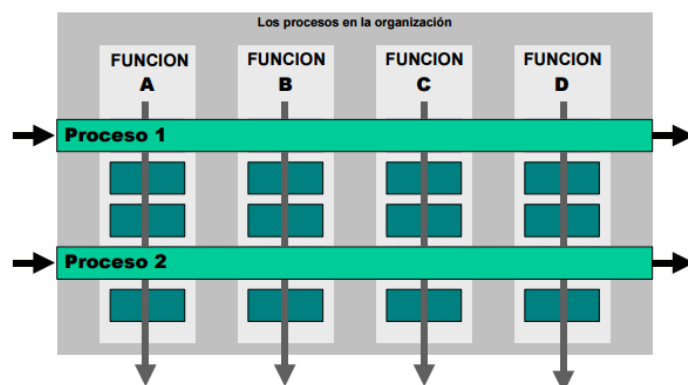 Los procesos en la organización
FUNCION
A
FUNCION
B
FUNCION
C
FUNCION
D
Proceso 1
Proceso 2